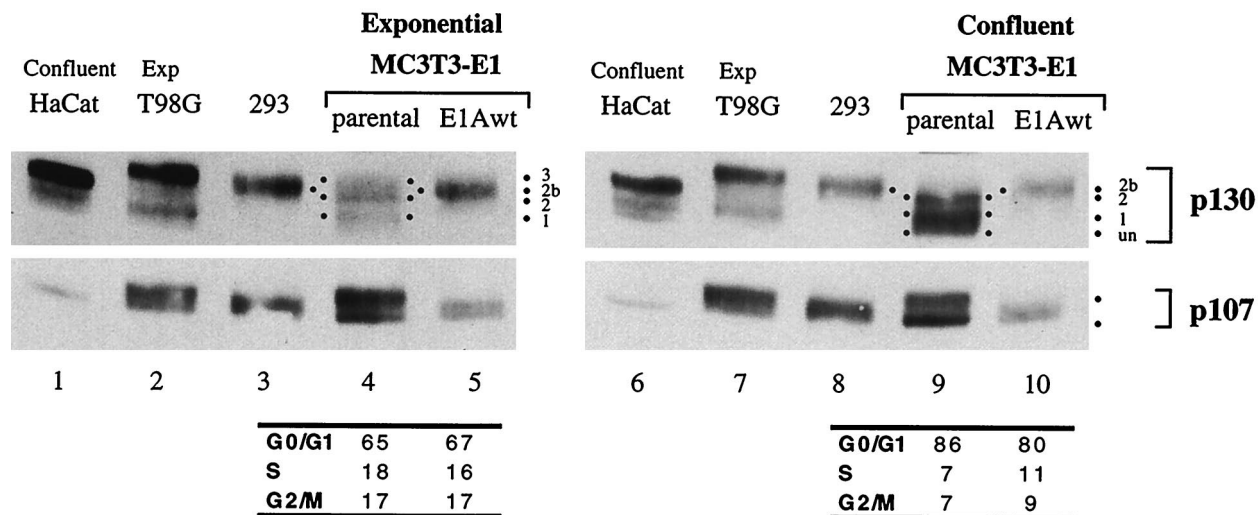 Exponential
MC3T3-E1
Confluent HaCat
Exp T98G
293
parental
E1Awt
3
2b
2
1
1 2 3 4 5
G0/G1 65 67
S 18 16
G2/M 17 17
Confluent
MC3T3-E1
Confluent HaCat
Exp T98G
293
parental
E1Awt
2b
2
1
un
p130
p107
6 7 8 9 10
G0/G1 86 80
S 7 11
G2/M 7 9